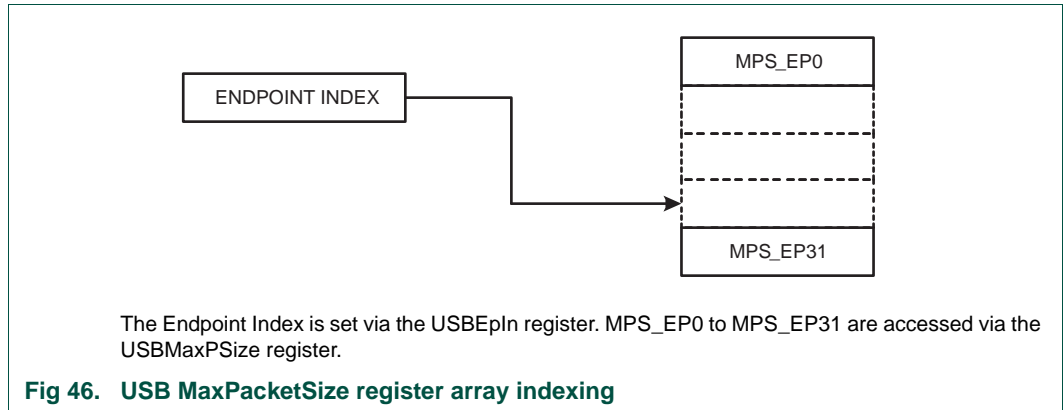 MPS_EP0
ENDPOINT INDEX
MPS_EP31
The Endpoint Index is set via the USBEpIn register. MPS_EP0 to MPS_EP31 are accessed via the
USBMaxPSize register.
Fig 46. USB MaxPacketSize register array indexing